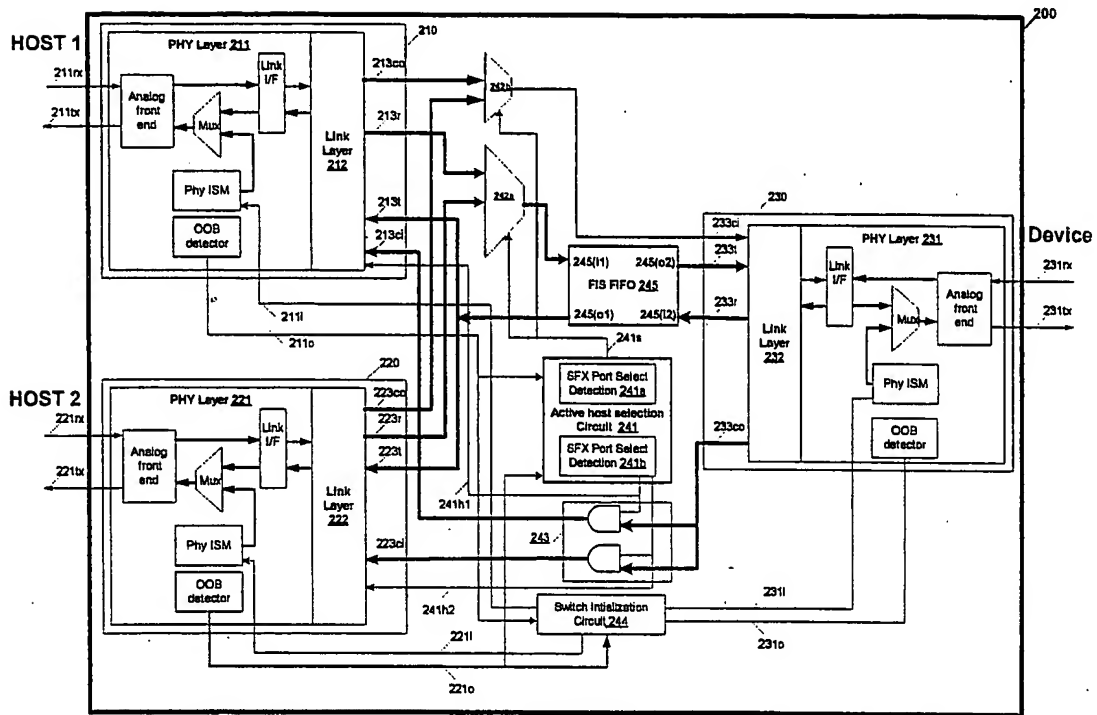 200
HOST 1
210
PHY Layer 211
211rx
211tx
Analog front end
Mux
Link I/F
Phy ISM
OOB detector
Link Layer 212
213co
213r
213t
213ci
211i
211o
242b
242a
FIS FIFO 245
245(i1)
245(o2)
245(o1)
245(i2)
241s
SFX Port Select Detection 241a
Active host selection Circuit 241
SFX Port Select Detection 241b
243
241h1
241h2
Switch Intialization Circuit 244
HOST 2
220
PHY Layer 221
221rx
221tx
Analog front end
Mux
Link I/F
Phy ISM
OOB detector
Link Layer 222
223co
223r
223t
223ci
221i
221o
230
PHY Layer 231
Device
233ci
233t
233r
233co
Link Layer 232
Link I/F
Mux
Analog front end
231rx
231tx
Phy ISM
OOB detector
231i
231o